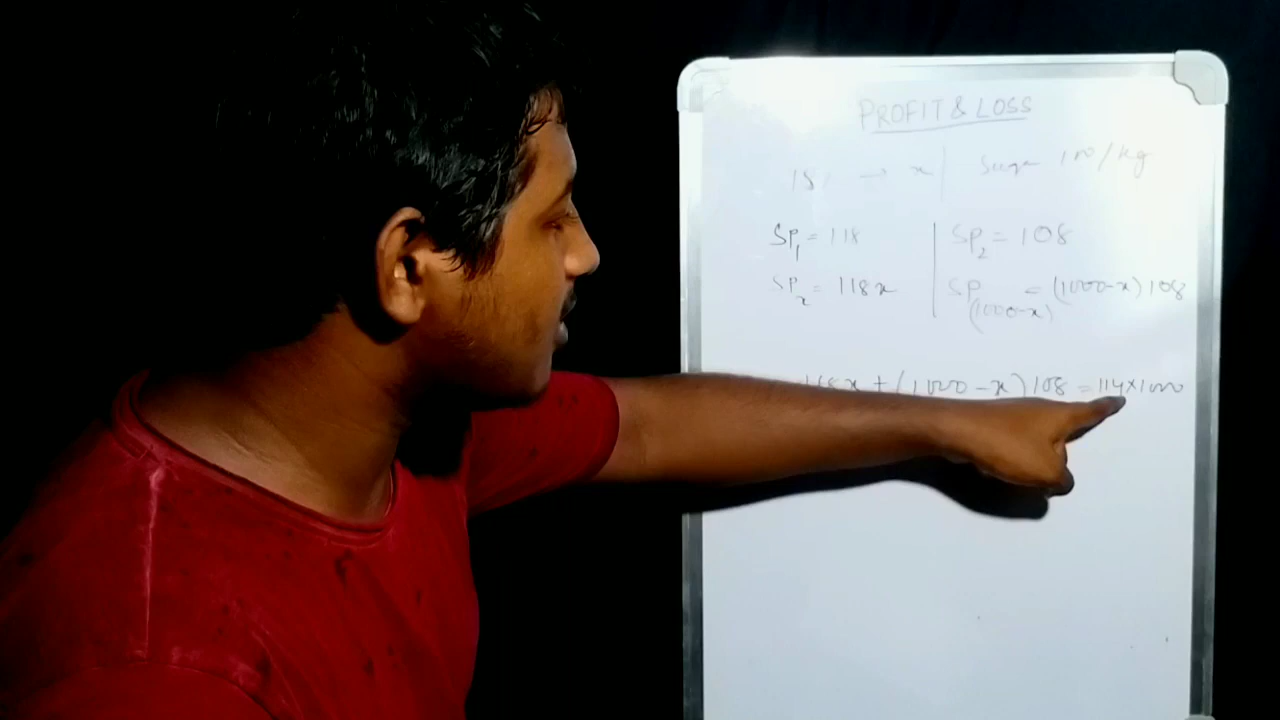 PROFIT & LOSS
→ x | Sugar 100/kg
SP₁ = 118 | SP₂ = 108
SPₓ = 118x | SP(1000-x) = (1000-x)108
118x + (1000-x)108 = 114×1000